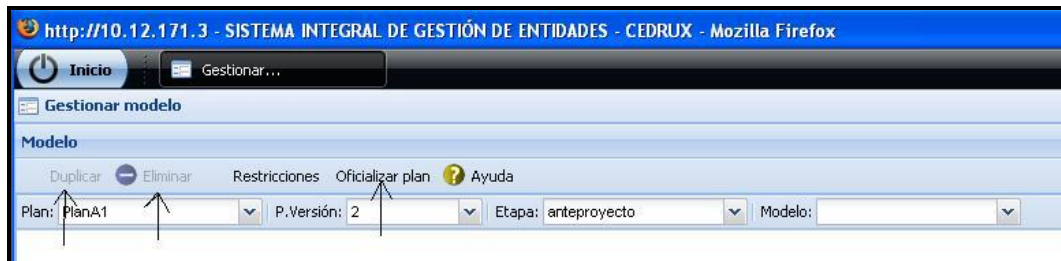 http://10.12.171.3 - SISTEMA INTEGRAL DE GESTIÓN DE ENTIDADES - CEDRUX - Mozilla Firefox
Inicio Gestionar...
Gestionar modelo
Modelo
Duplicar Eliminar Restricciones Oficializar plan Ayuda
Plan: PlanA1 P.Versión: 2 Etapa: anteproyecto Modelo: